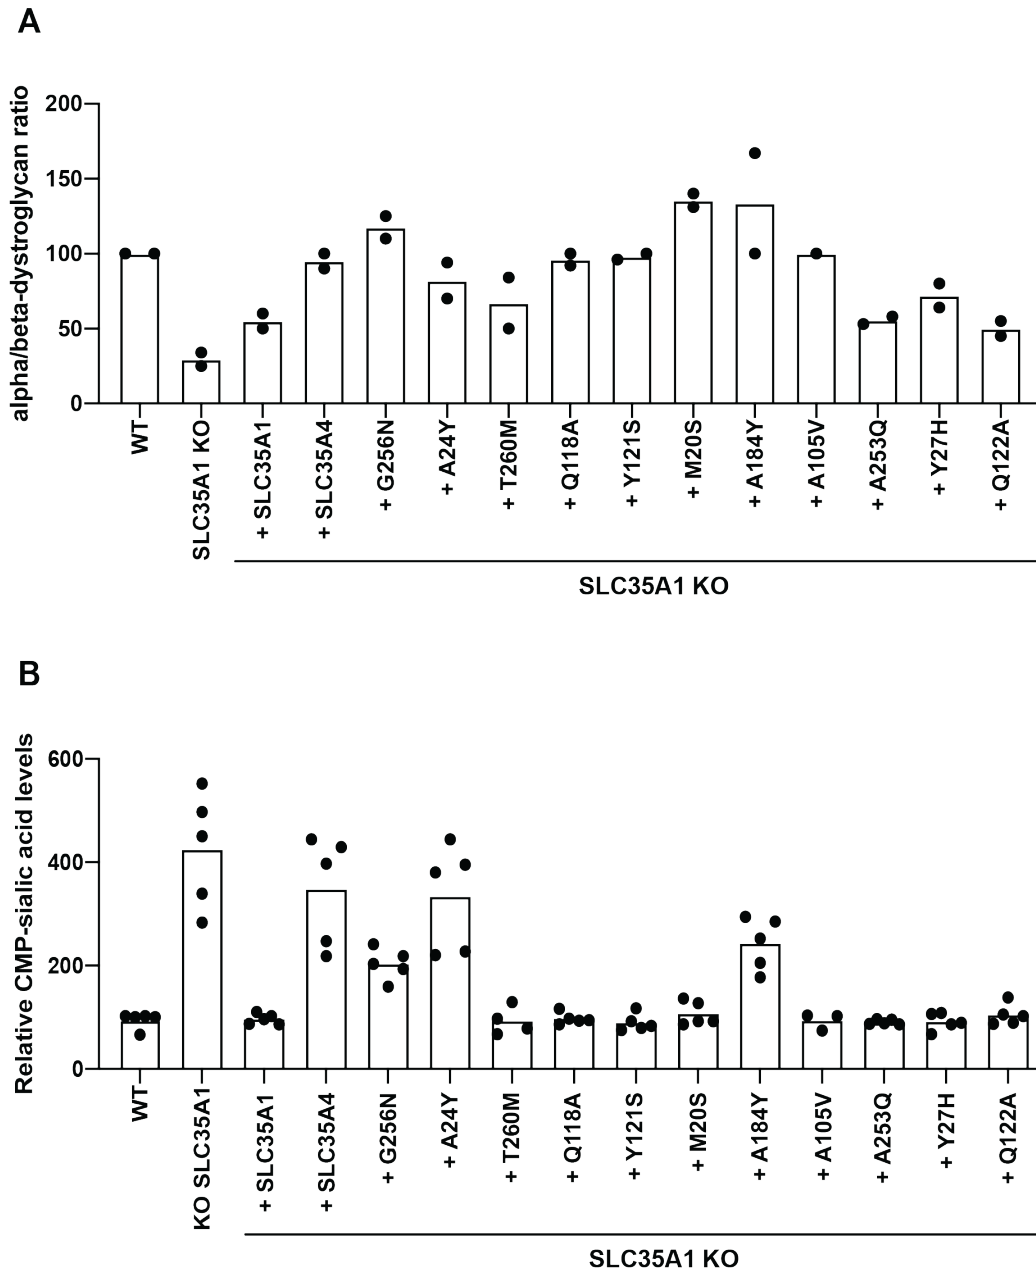 A
alpha/beta-dystroglycan ratio
200
150
100
50
0
WT
SLC35A1 KO
+ SLC35A1
+ SLC35A4
+ G256N
+ A24Y
+ T260M
+ Q118A
+ Y121S
+ M20S
+ A184Y
+ A105V
+ A253Q
+ Y27H
+ Q122A
SLC35A1 KO
B
Relative CMP-sialic acid levels
600
400
200
0
WT
KO SLC35A1
+ SLC35A1
+ SLC35A4
+ G256N
+ A24Y
+ T260M
+ Q118A
+ Y121S
+ M20S
+ A184Y
+ A105V
+ A253Q
+ Y27H
+ Q122A
SLC35A1 KO